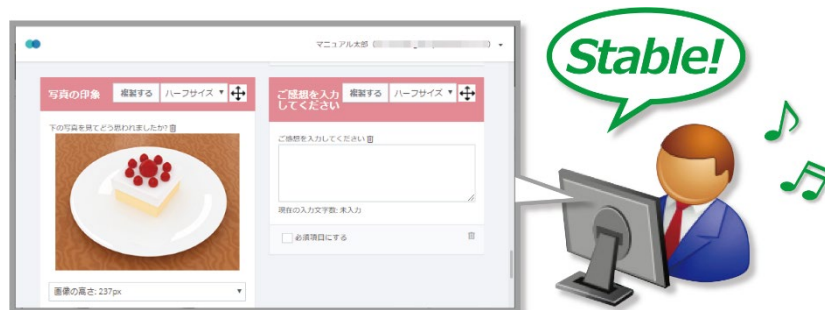 マニュアル太郎
写真の印象
複製する
ハーフサイズ
下の写真を見てどう思われましたか?
画像の高さ: 237px
ご感想を入力
してください
複製する
ハーフサイズ
ご感想を入力してください
現在の入力文字数: 未入力
必須項目にする
Stable!